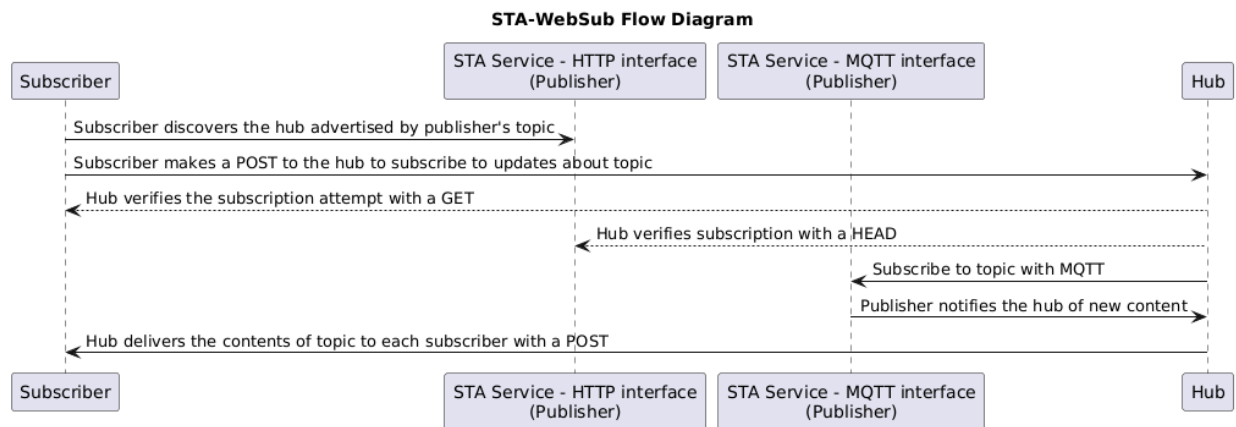 STA-WebSub Flow Diagram
Subscriber
STA Service - HTTP interface
(Publisher)
STA Service - MQTT interface
(Publisher)
Hub
Subscriber discovers the hub advertised by publisher's topic
Subscriber makes a POST to the hub to subscribe to updates about topic
Hub verifies the subscription attempt with a GET
Hub verifies subscription with a HEAD
Subscribe to topic with MQTT
Publisher notifies the hub of new content
Hub delivers the contents of topic to each subscriber with a POST
Subscriber
STA Service - HTTP interface
(Publisher)
STA Service - MQTT interface
(Publisher)
Hub